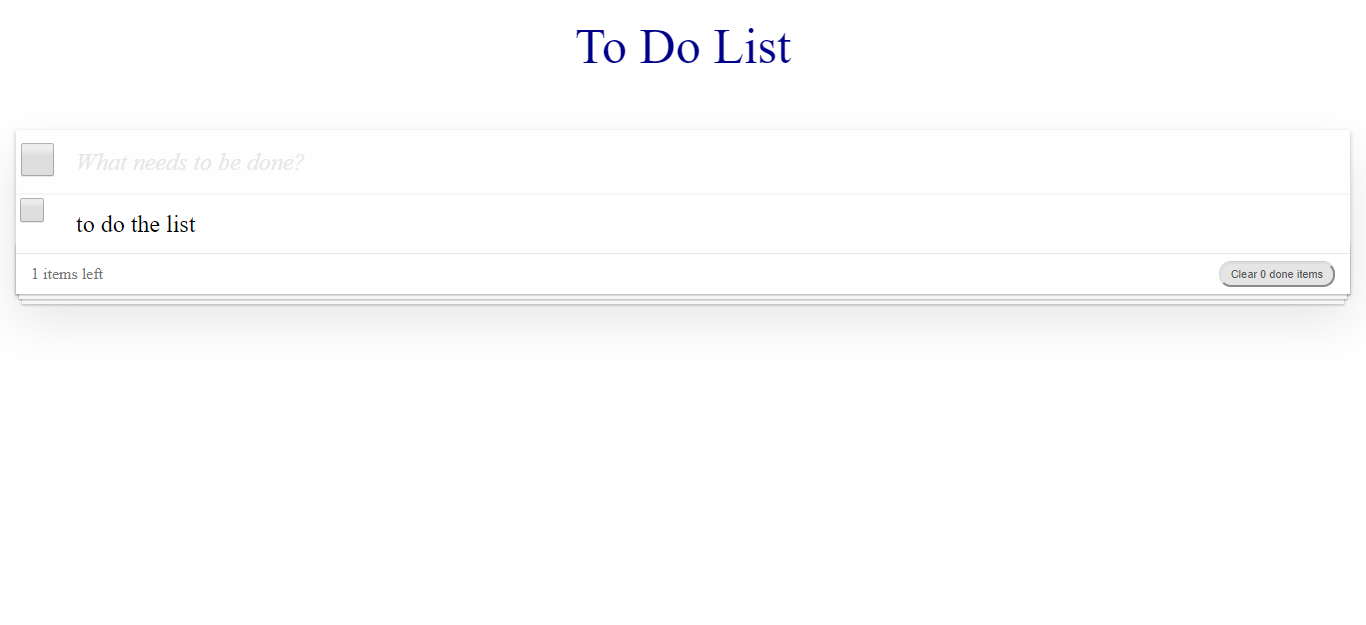 To Do List
What needs to be done?
to do the list
1 items left
Clear 0 done items